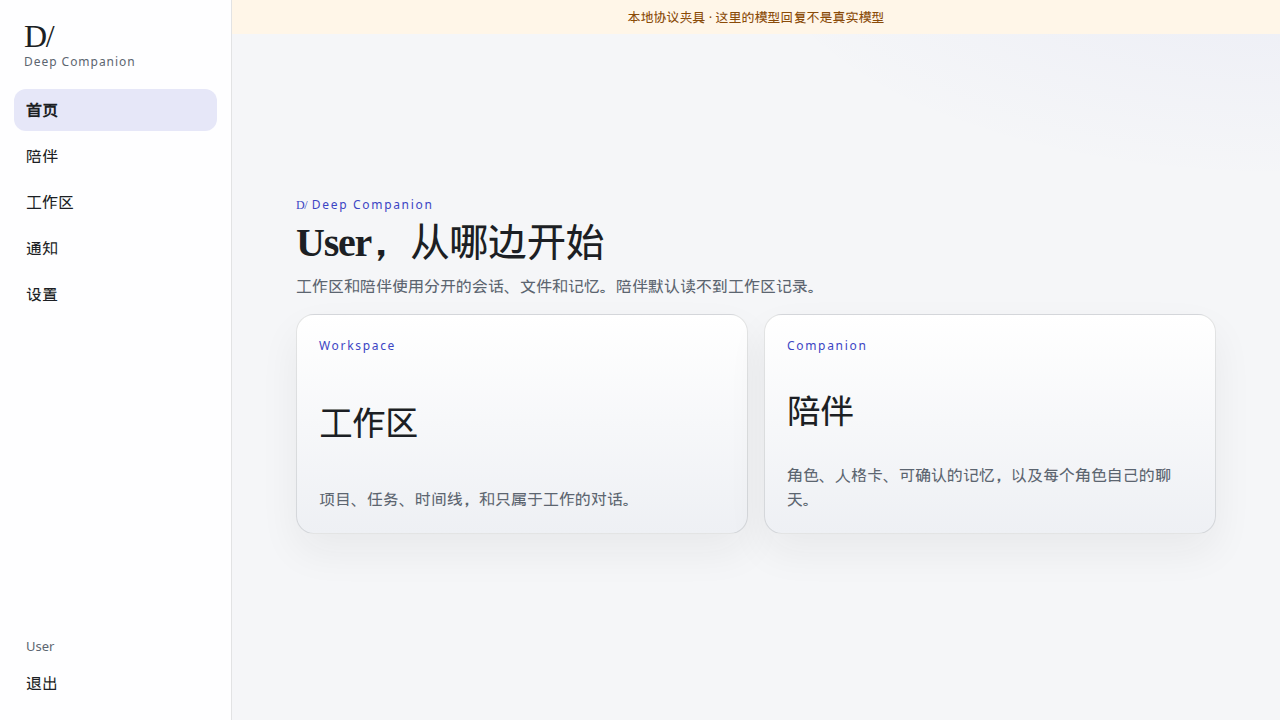 D/
Deep Companion
首页
陪伴
工作区
通知
设置
User
退出
本地协议夹具 · 这里的模型回复不是真实模型
D/ Deep Companion
User，从哪边开始
工作区和陪伴使用分开的会话、文件和记忆。陪伴默认读不到工作区记录。
Workspace
工作区
项目、任务、时间线，和只属于工作的对话。
Companion
陪伴
角色、人格卡、可确认的记忆，以及每个角色自己的聊
天。